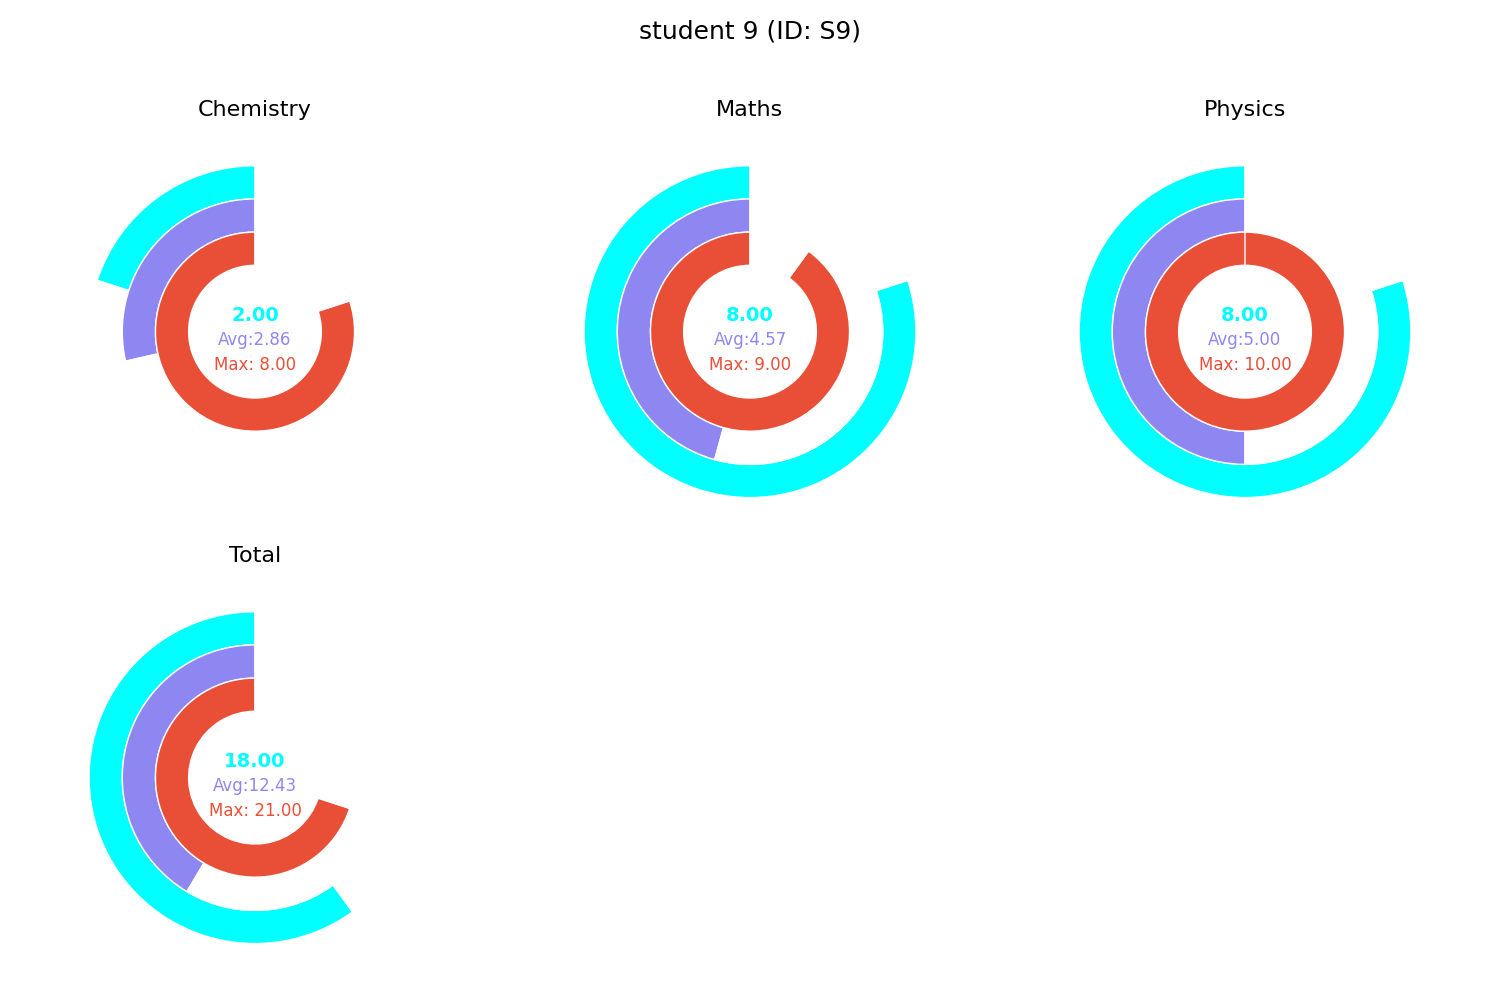 student 9 (ID: S9)
Chemistry
2.00
Avg:2.86
Max: 8.00
Maths
8.00
Avg:4.57
Max: 9.00
Physics
8.00
Avg:5.00
Max: 10.00
Total
18.00
Avg:12.43
Max: 21.00